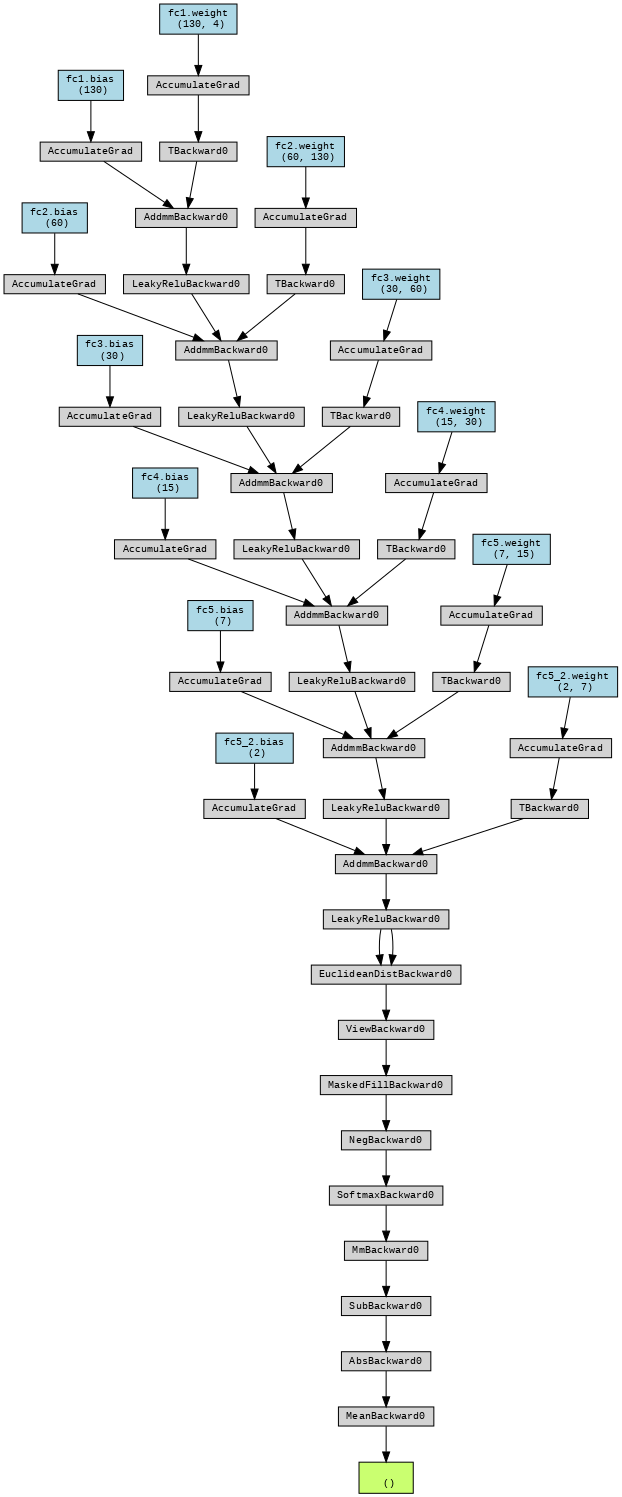 fc1.weight
(130, 4)
fc1.bias
(130)
AccumulateGrad
AccumulateGrad
TBackward0
fc2.weight
(60, 130)
fc2.bias
(60)
AddmmBackward0
AccumulateGrad
AccumulateGrad
LeakyReluBackward0
TBackward0
fc3.weight
(30, 60)
fc3.bias
(30)
AddmmBackward0
AccumulateGrad
AccumulateGrad
LeakyReluBackward0
TBackward0
fc4.weight
(15, 30)
fc4.bias
(15)
AddmmBackward0
AccumulateGrad
AccumulateGrad
LeakyReluBackward0
TBackward0
fc5.weight
(7, 15)
fc5.bias
(7)
AddmmBackward0
AccumulateGrad
AccumulateGrad
LeakyReluBackward0
TBackward0
fc5_2.weight
(2, 7)
fc5_2.bias
(2)
AddmmBackward0
AccumulateGrad
AccumulateGrad
LeakyReluBackward0
TBackward0
AddmmBackward0
LeakyReluBackward0
EuclideanDistBackward0
ViewBackward0
MaskedFillBackward0
NegBackward0
SoftmaxBackward0
MmBackward0
SubBackward0
AbsBackward0
MeanBackward0
()